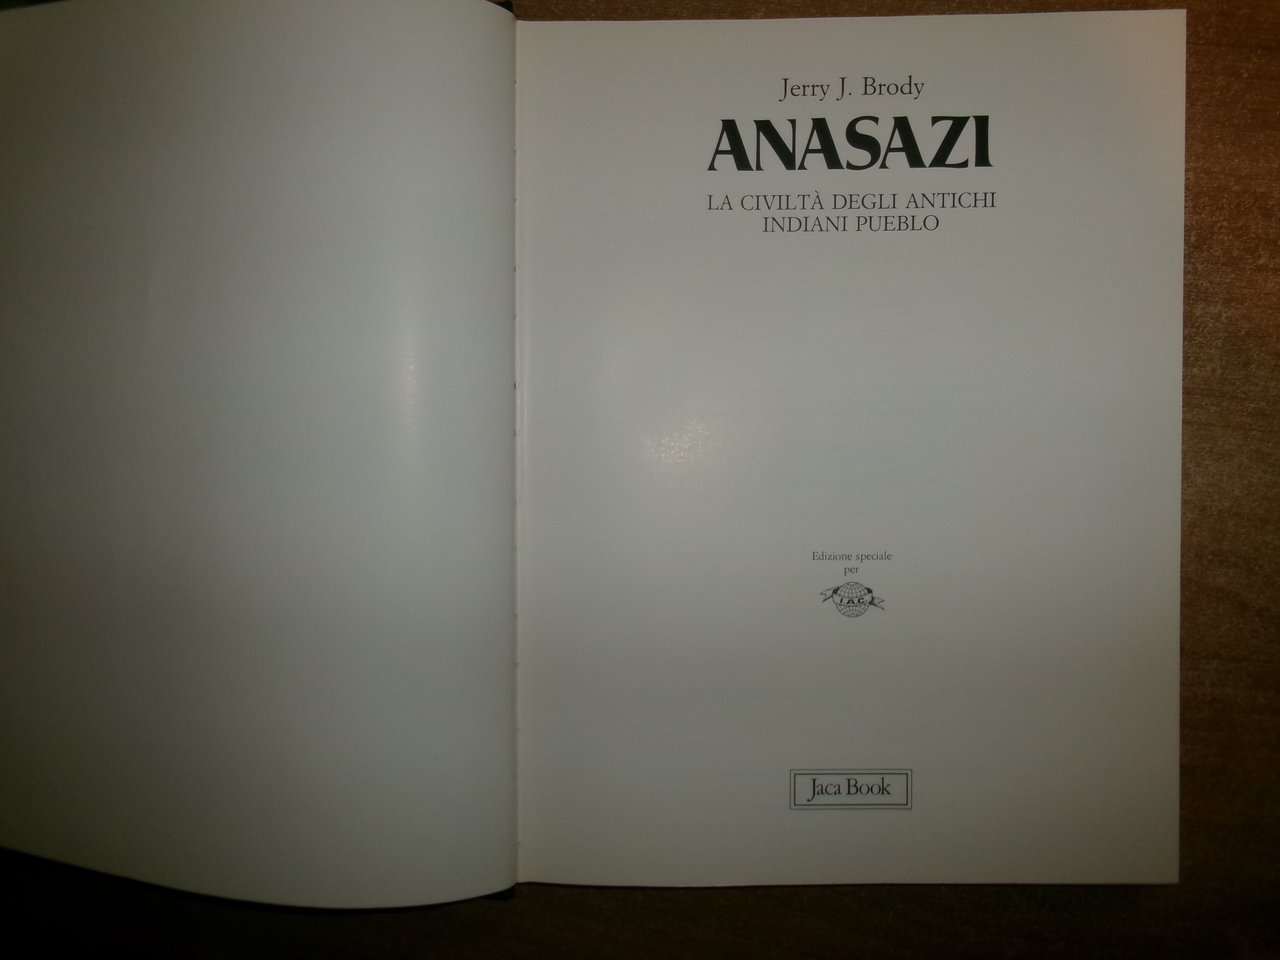 Jerry J. Brody
ANASAZI
LA CIVILTÀ DEGLI ANTICHI
INDIANI PUEBLO
Edizione speciale
per
I.A.C.
Jaca Book